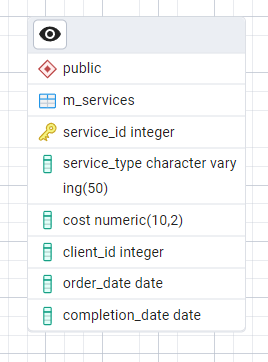 public
m_services
service_id integer
service_type character vary
ing(50)
cost numeric(10,2)
client_id integer
order_date date
completion_date date